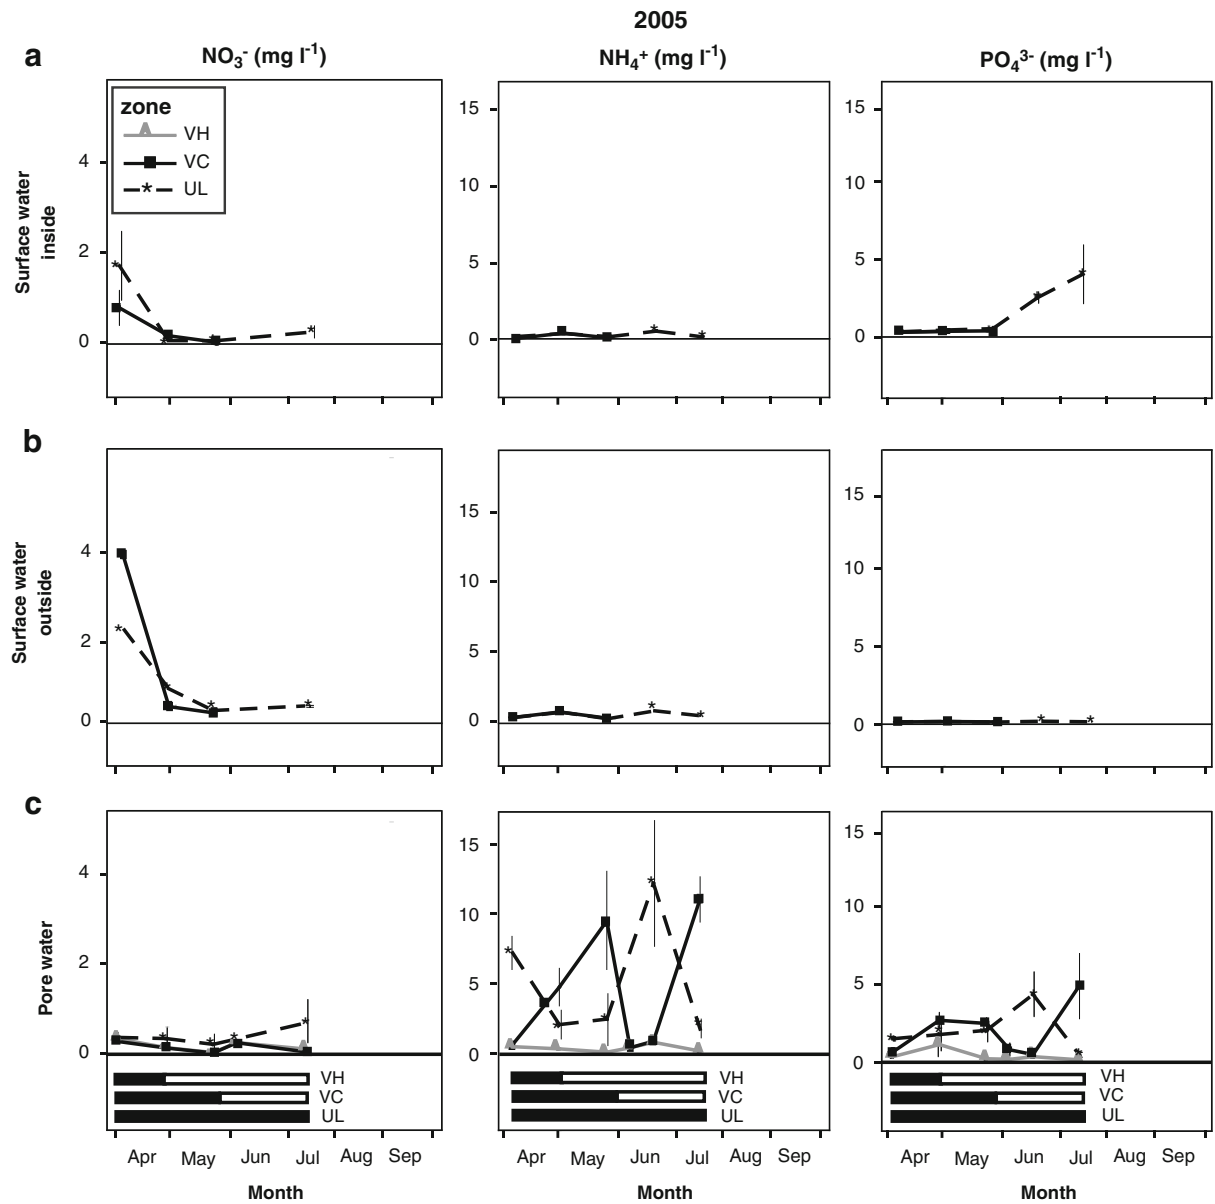 2005
a
NO₃⁻ (mg l⁻¹)
NH₄⁺ (mg l⁻¹)
PO₄³⁻ (mg l⁻¹)
Surface water
inside
zone
VH
VC
UL
4
2
0
15
10
5
0
15
10
5
0
b
Surface water
outside
4
2
0
15
10
5
0
15
10
5
0
c
Pore water
4
2
0
15
10
5
0
15
10
5
0
VH
VC
UL
VH
VC
UL
VH
VC
UL
Apr May Jun Jul Aug Sep
Apr May Jun Jul Aug Sep
Apr May Jun Jul Aug Sep
Month
Month
Month